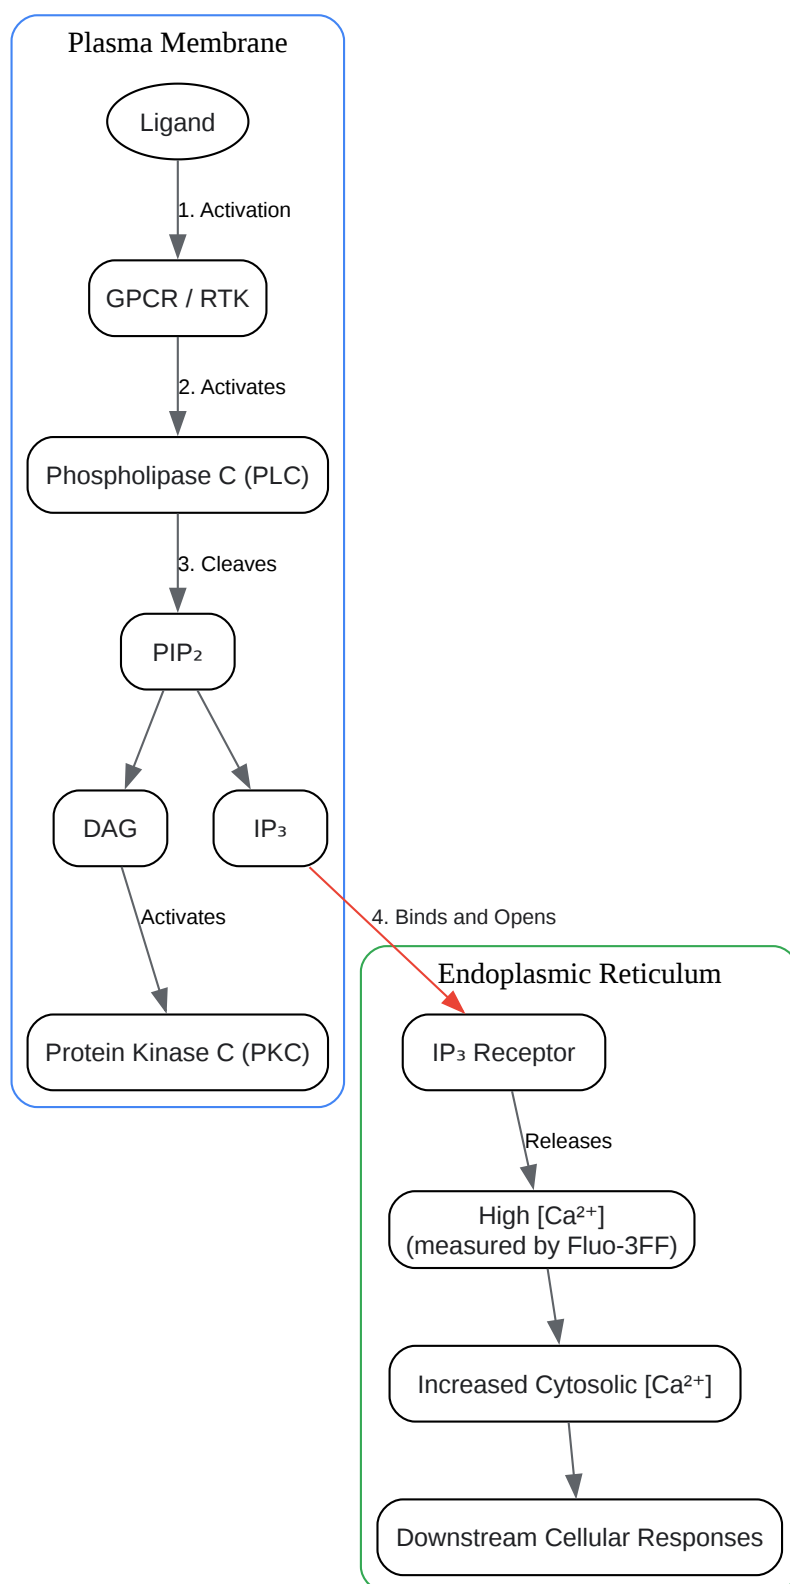 Plasma Membrane
Ligand
1. Activation
GPCR / RTK
2. Activates
Phospholipase C (PLC)
3. Cleaves
PIP₂
DAG
IP₃
Activates
4. Binds and Opens
Endoplasmic Reticulum
Protein Kinase C (PKC)
IP₃ Receptor
Releases
High [Ca²⁺]
(measured by Fluo-3FF)
Increased Cytosolic [Ca²⁺]
Downstream Cellular Responses